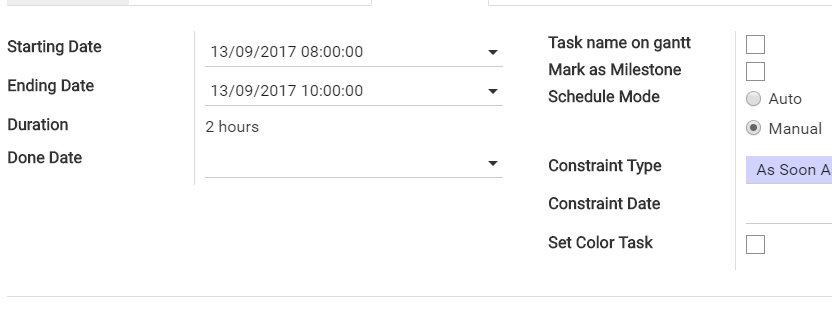 Starting Date
13/09/2017 08:00:00
Ending Date
13/09/2017 10:00:00
Duration
2 hours
Done Date
Task name on gantt
Mark as Milestone
Schedule Mode
Auto
Manual
Constraint Type
As Soon A
Constraint Date
Set Color Task